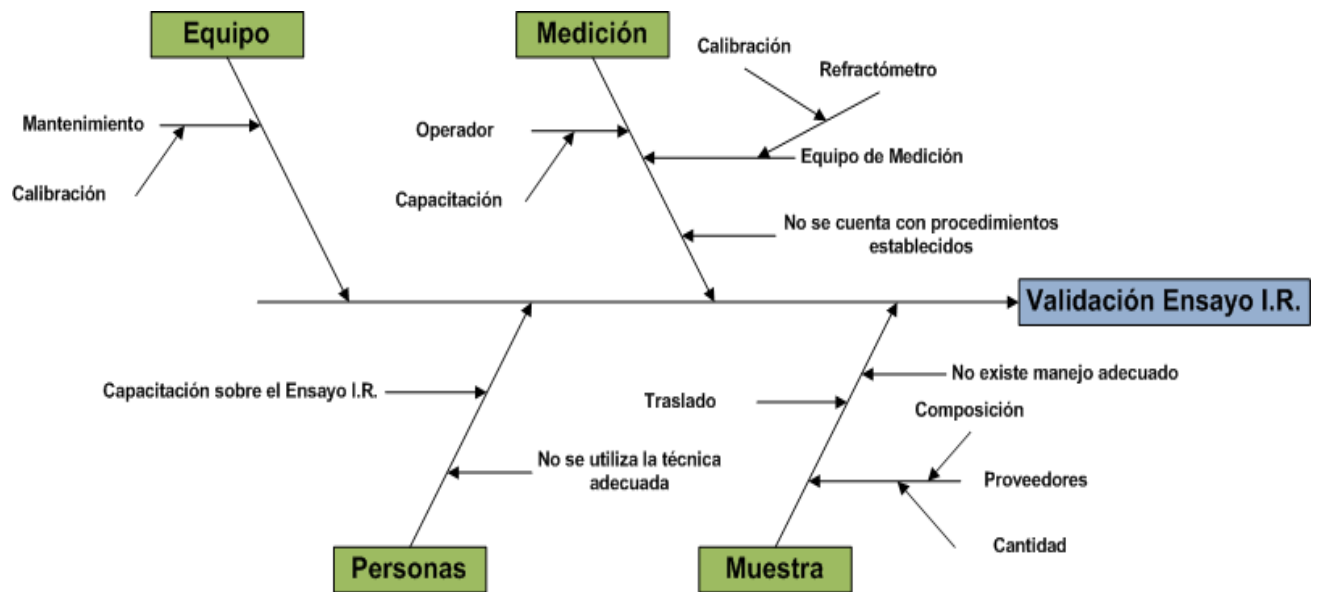 Equipo
Medición
Calibración
Refractómetro
Mantenimiento
Operador
Equipo de Medición
Calibración
Capacitación
No se cuenta con procedimientos
establecidos
Validación Ensayo I.R.
Capacitación sobre el Ensayo I.R.
No existe manejo adecuado
Traslado
Composición
No se utiliza la técnica
adecuada
Proveedores
Cantidad
Personas
Muestra